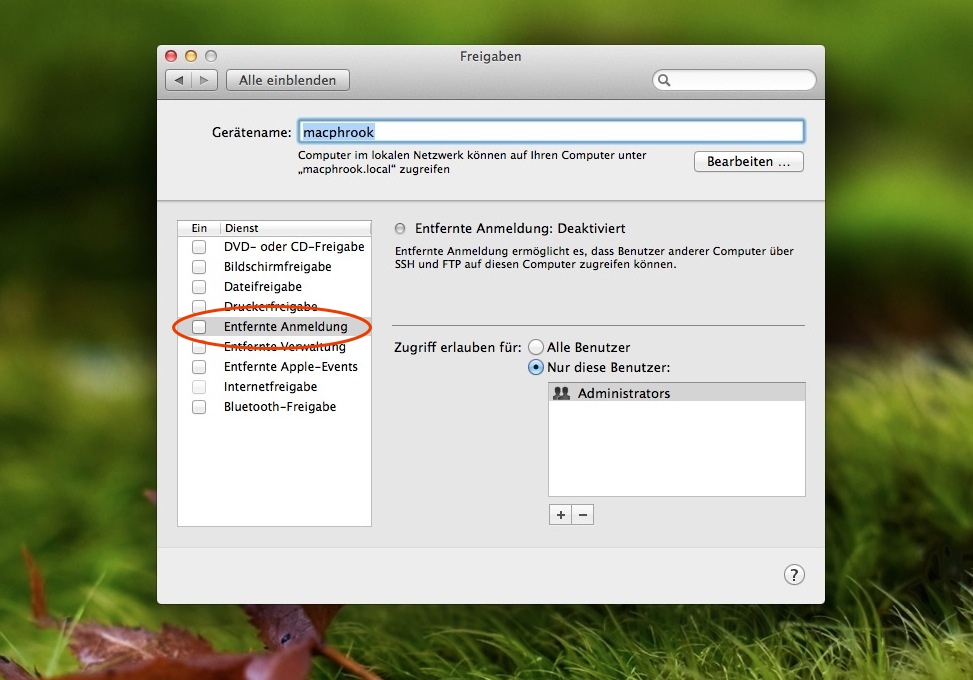 Freigaben
Alle einblenden
Gerätename: macphrook
Computer im lokalen Netzwerk können auf Ihren Computer unter
„macphrook.local“ zugreifen
Bearbeiten ...
Ein Dienst
DVD- oder CD-Freigabe
Bildschirmfreigabe
Dateifreigabe
Druckerfreigabe
Entfernte Anmeldung
Entfernte Verwaltung
Entfernte Apple-Events
Internetfreigabe
Bluetooth-Freigabe
Entfernte Anmeldung: Deaktiviert
Entfernte Anmeldung ermöglicht es, dass Benutzer anderer Computer über
SSH und FTP auf diesen Computer zugreifen können.
Zugriff erlauben für: Alle Benutzer
Nur diese Benutzer:
Administrators
+ −
?